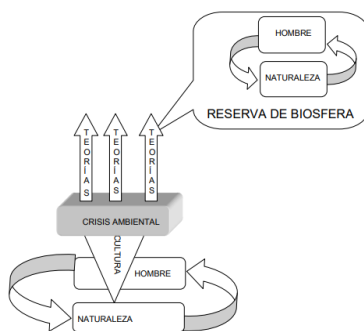 HOMBRE
NATURALEZA
RESERVA DE BIOSFERA
TEORÍAS
TEORÍAS
TEORÍAS
CRISIS AMBIENTAL
CULTURA
HOMBRE
NATURALEZA